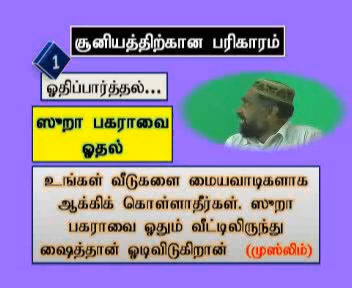 சூனியத்திற்கான பரிகாரம்
1
ஓதிப்பார்த்தல்...
ஸுறா பகராவை
ஓதல்
உங்கள் வீடுகளை மையவாடிகளாக
ஆக்கிக் கொள்ளாதீர்கள். ஸுறா
பகராவை ஓதும் வீட்டிலிருந்து
ஷைத்தான் ஓடிவிடுகிறான் (முஸ்லிம்)